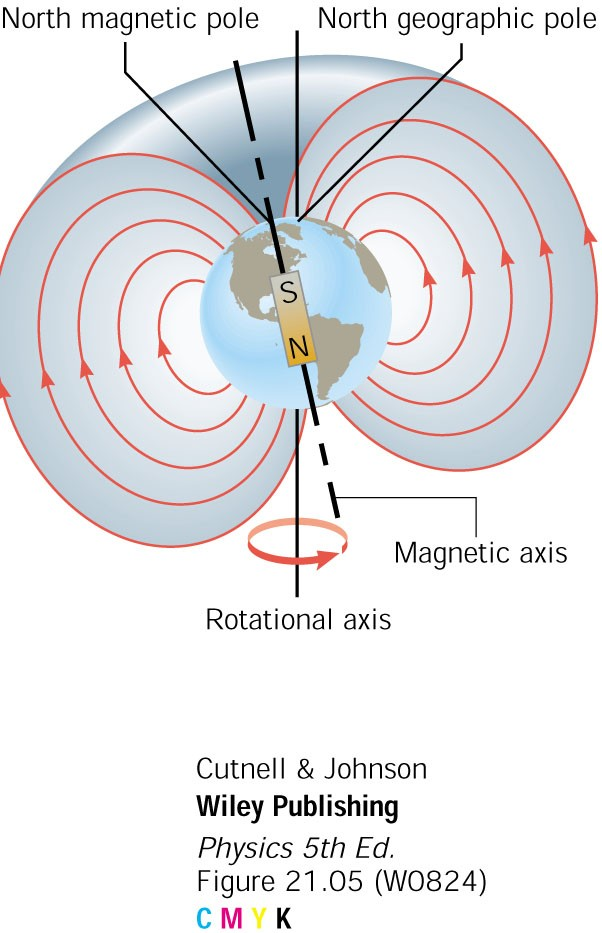 North magnetic pole
North geographic pole
S
N
Magnetic axis
Rotational axis
Cutnell & Johnson
Wiley Publishing
Physics 5th Ed.
Figure 21.05 (W0824)
C M Y K